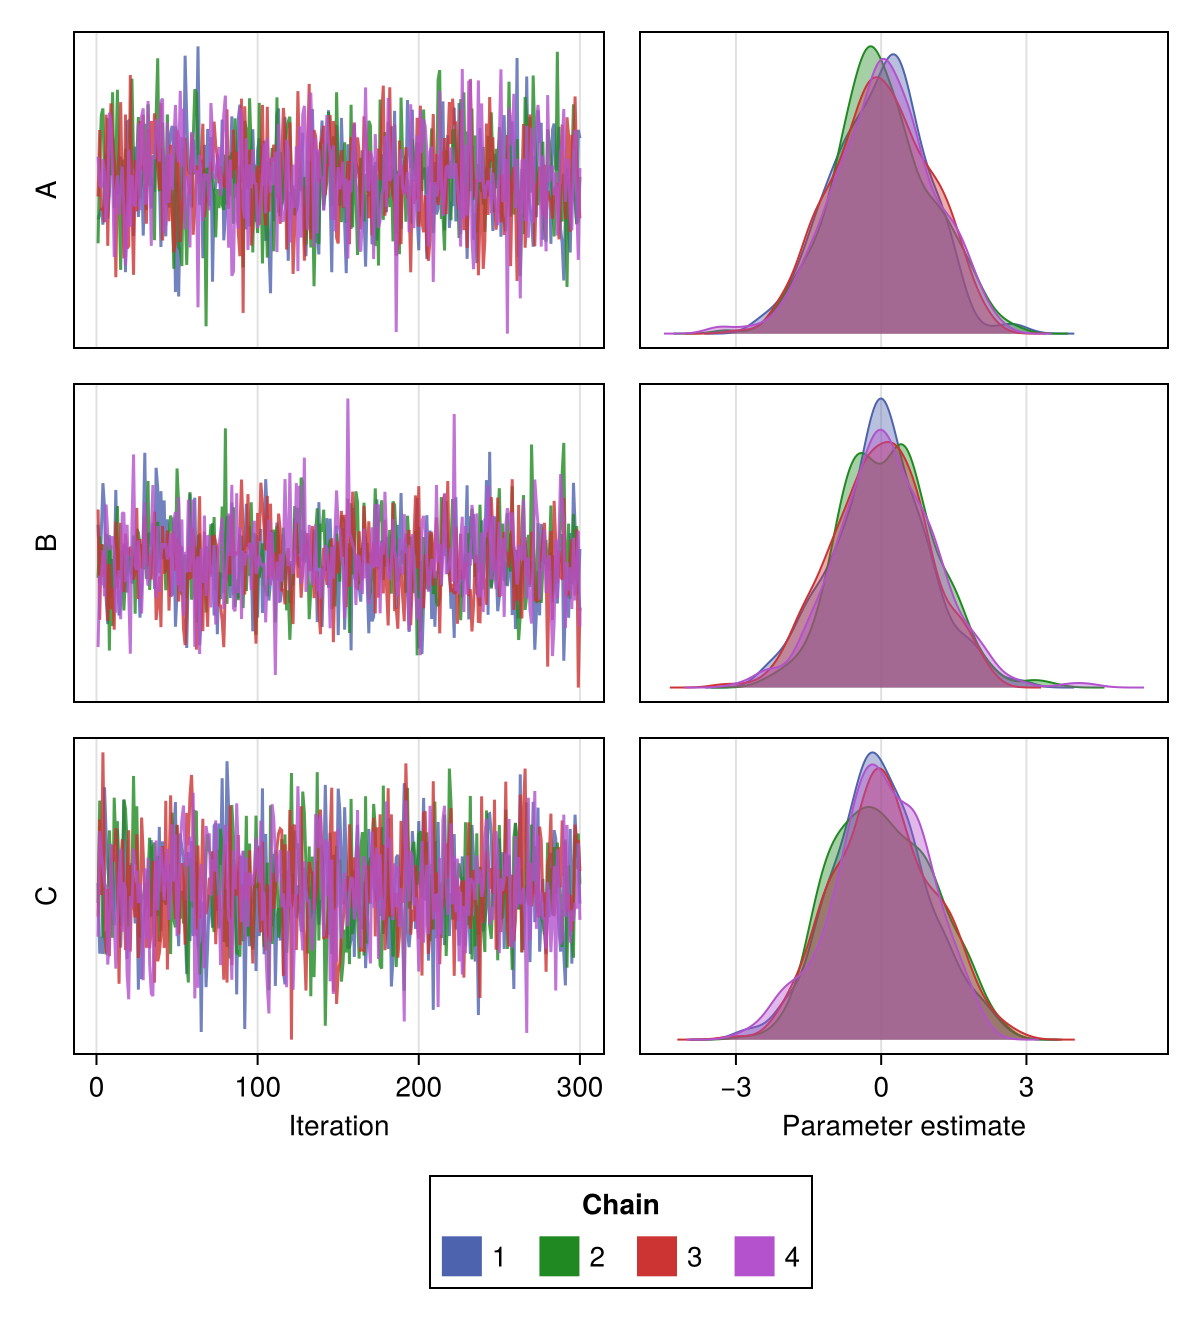 A
B
C
0 100 200 300
−3 0 3
Iteration
Parameter estimate
Chain
1 2 3 4